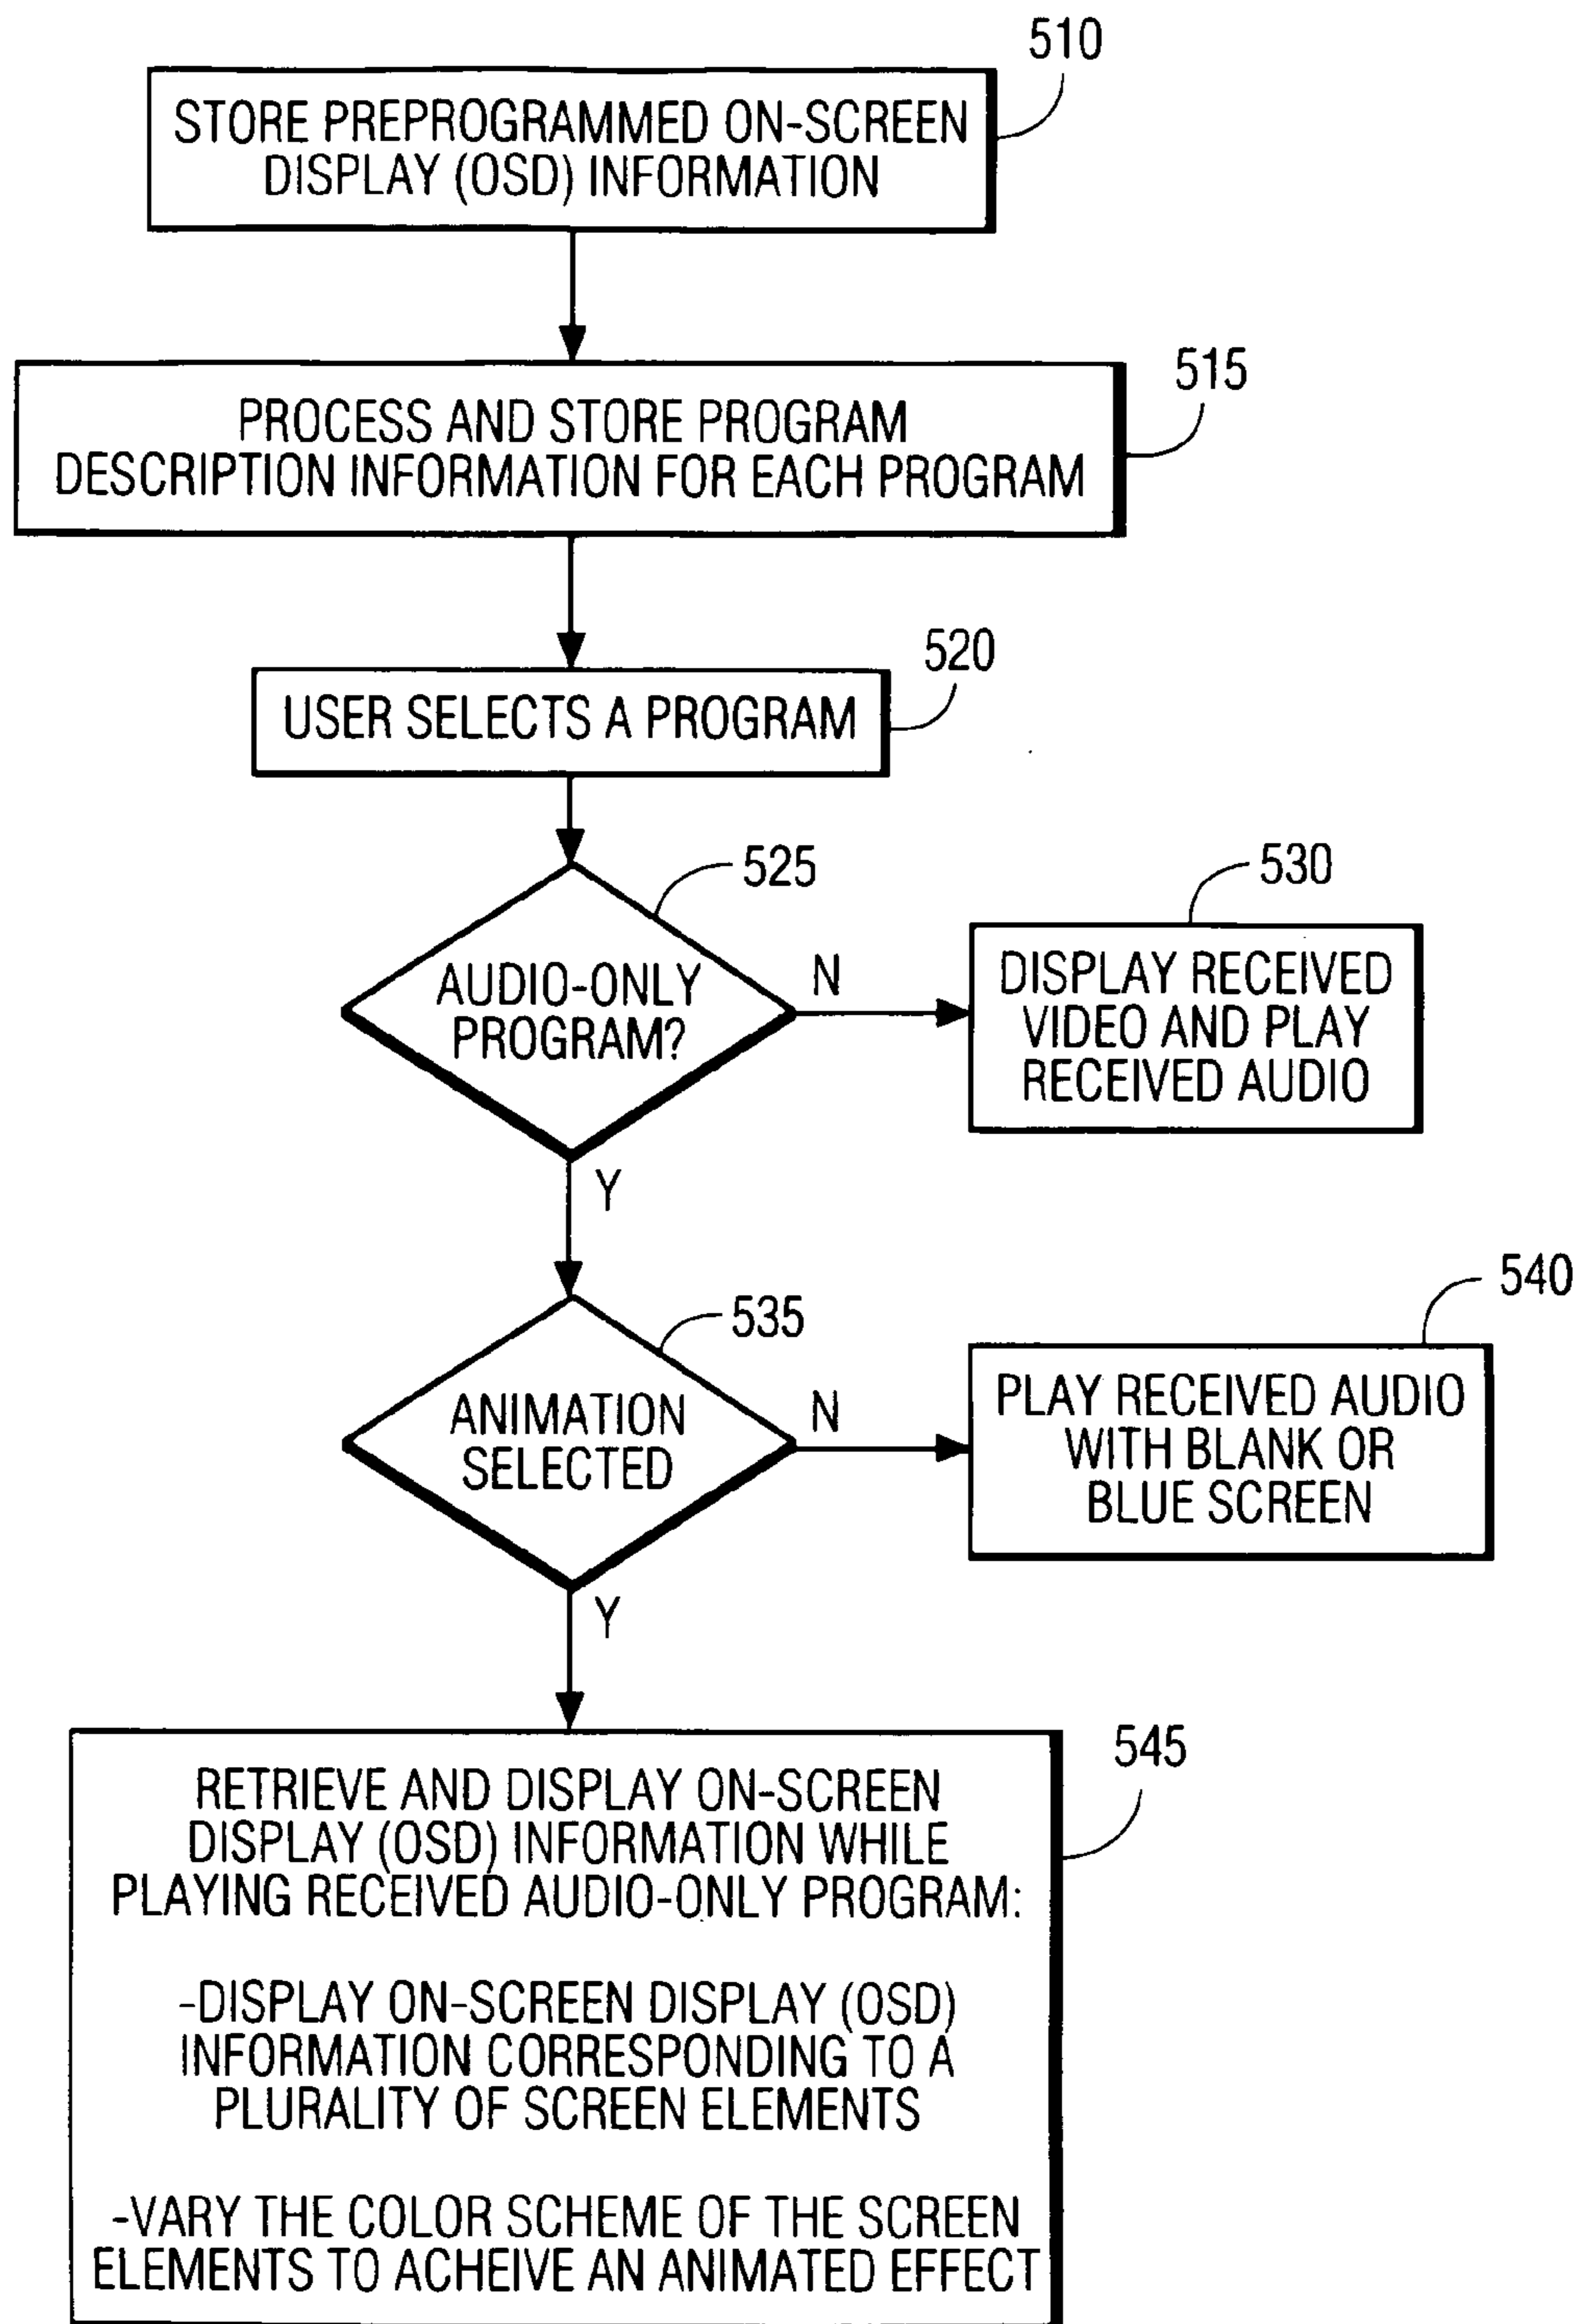 510
STORE PREPROGRAMMED ON-SCREEN
DISPLAY (OSD) INFORMATION
515
PROCESS AND STORE PROGRAM
DESCRIPTION INFORMATION FOR EACH PROGRAM
520
USER SELECTS A PROGRAM
525
AUDIO-ONLY
PROGRAM?
N
530
DISPLAY RECEIVED
VIDEO AND PLAY
RECEIVED AUDIO
Y
535
ANIMATION
SELECTED
N
540
PLAY RECEIVED AUDIO
WITH BLANK OR
BLUE SCREEN
Y
545
RETRIEVE AND DISPLAY ON-SCREEN
DISPLAY (OSD) INFORMATION WHILE
PLAYING RECEIVED AUDIO-ONLY PROGRAM:
-DISPLAY ON-SCREEN DISPLAY (OSD)
INFORMATION CORRESPONDING TO A
PLURALITY OF SCREEN ELEMENTS
-VARY THE COLOR SCHEME OF THE SCREEN
ELEMENTS TO ACHEIVE AN ANIMATED EFFECT